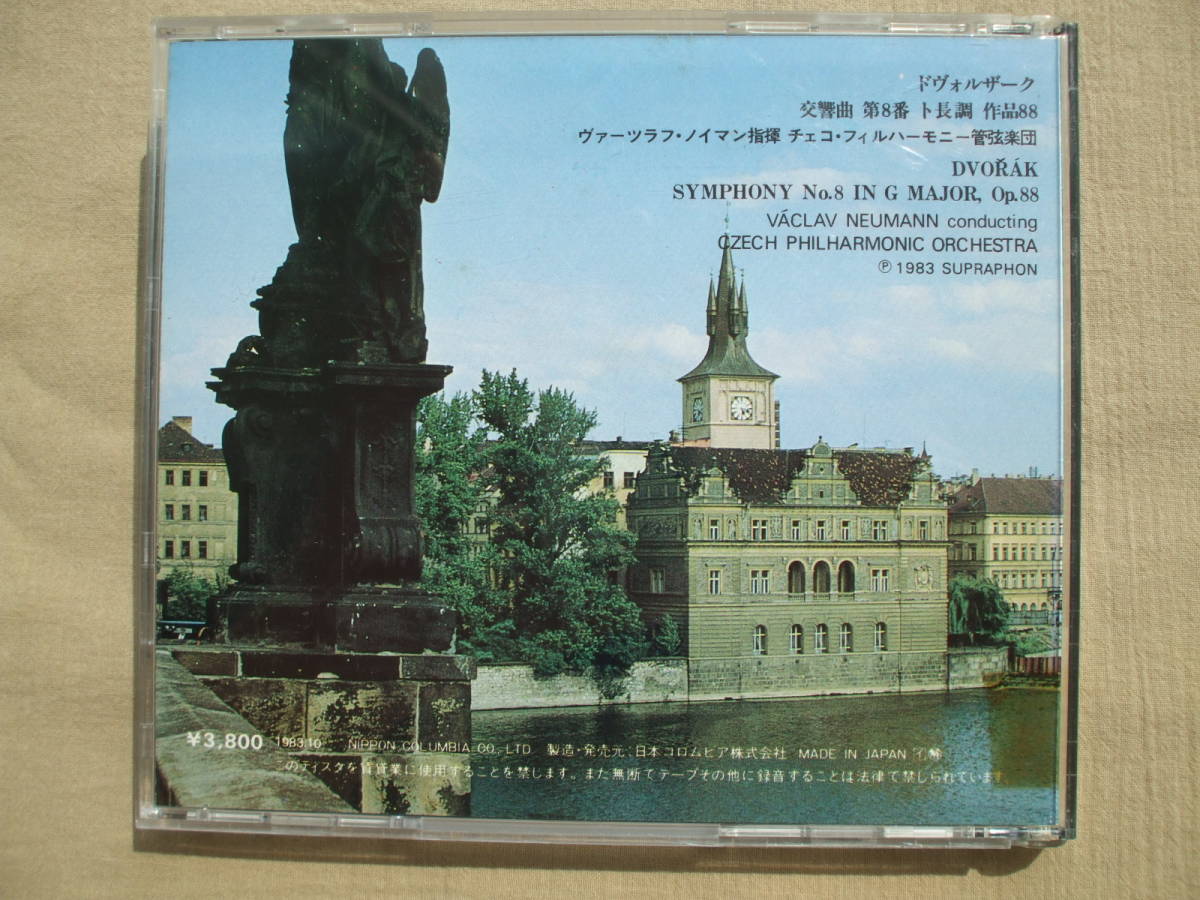 ドヴォルザーク
交響曲 第8番 ト長調 作品88
ヴァーツラフ・ノイマン指揮 チェコ・フィルハーモニー管弦楽団
DVOŘÁK
SYMPHONY No.8 IN G MAJOR, Op.88
VÁCLAV NEUMANN conducting
CZECH PHILHARMONIC ORCHESTRA
℗ 1983 SUPRAPHON
¥3,800 1983.10 NIPPON COLUMBIA CO., LTD. 製造・発売元:日本コロムビア株式会社 MADE IN JAPAN
このディスクを賃貸業に使用することを禁じます。また無断でテープその他に録音することは法律で禁じられています。